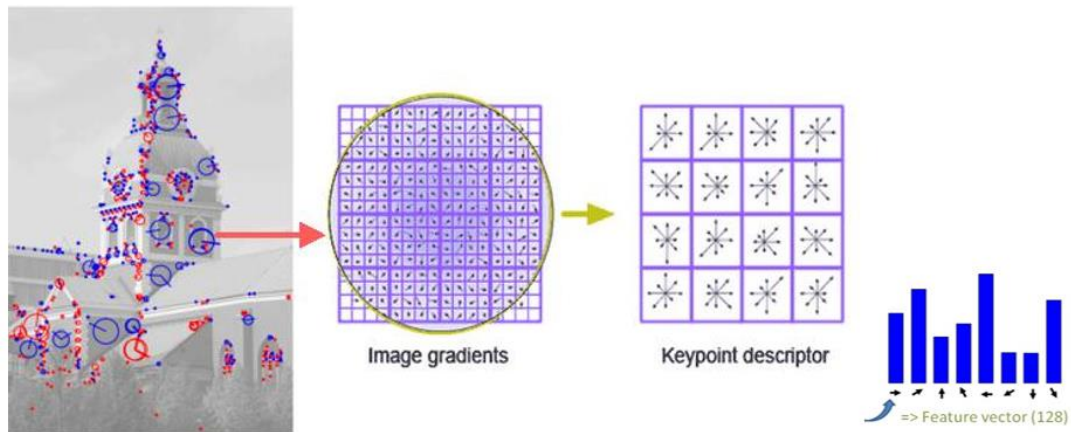 Image gradients
Keypoint descriptor
=> Feature vector (128)